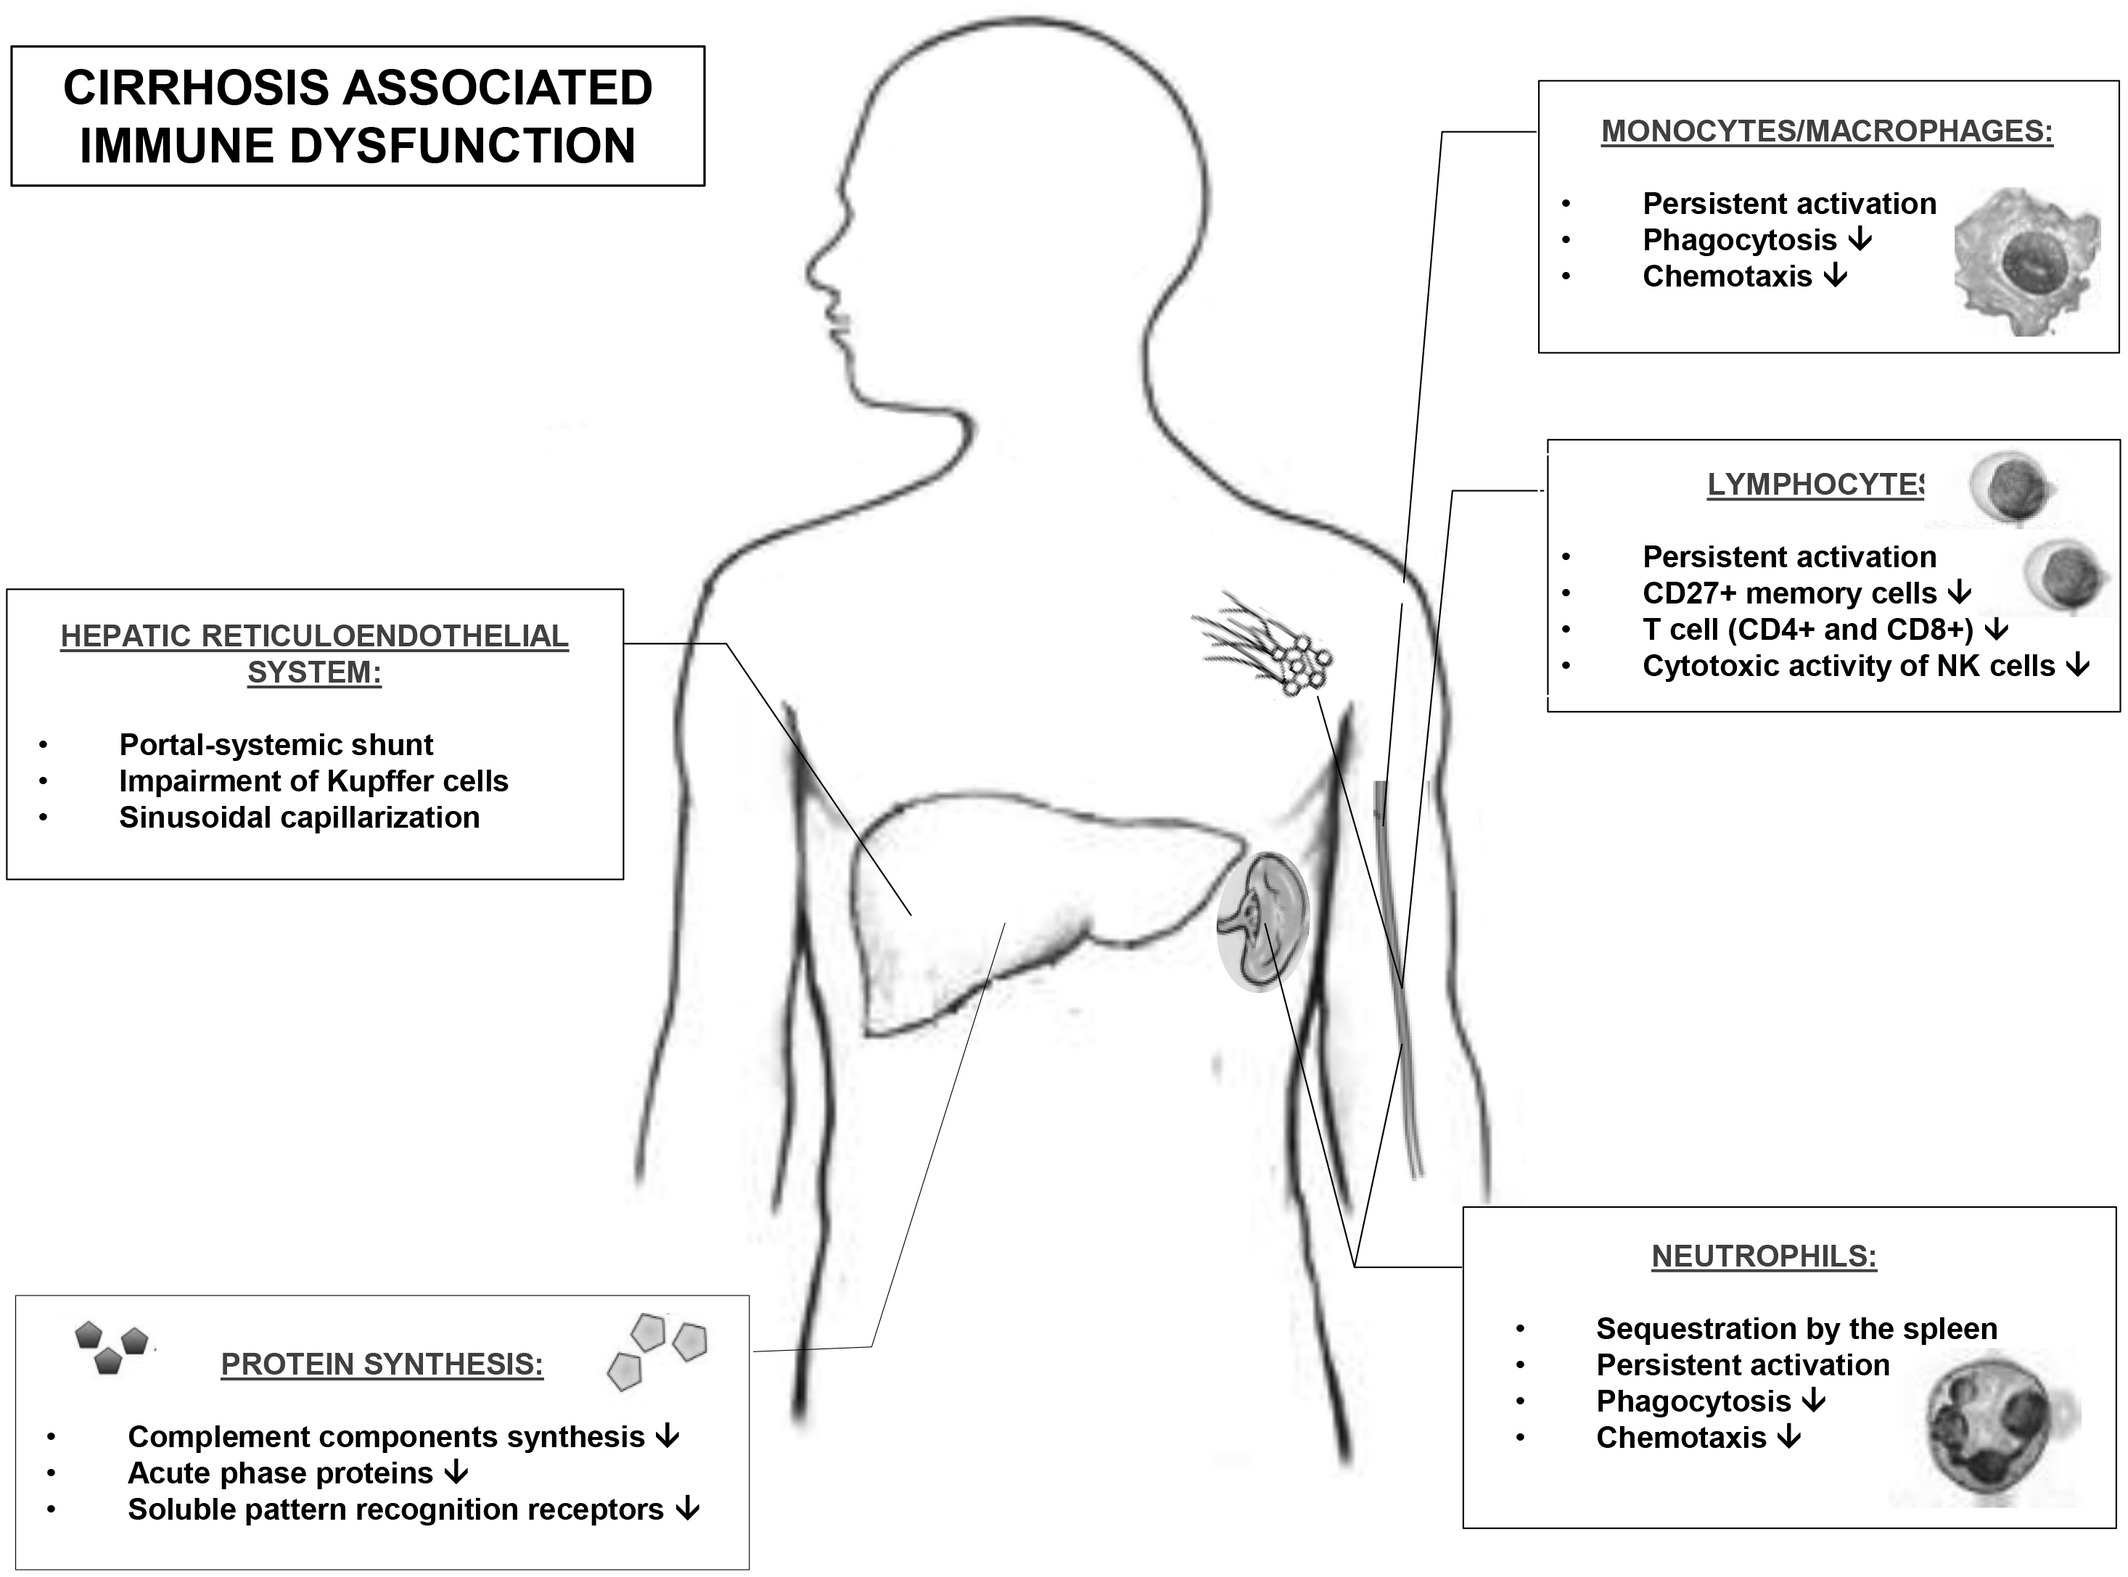 CIRRHOSIS ASSOCIATED
IMMUNE DYSFUNCTION
MONOCYTES/MACROPHAGES:
• Persistent activation
• Phagocytosis ↓
• Chemotaxis ↓
LYMPHOCYTES
• Persistent activation
• CD27+ memory cells ↓
• T cell (CD4+ and CD8+) ↓
• Cytotoxic activity of NK cells ↓
HEPATIC RETICULOENDOTHELIAL
SYSTEM:
• Portal-systemic shunt
• Impairment of Kupffer cells
• Sinusoidal capillarization
PROTEIN SYNTHESIS:
• Complement components synthesis ↓
• Acute phase proteins ↓
• Soluble pattern recognition receptors ↓
NEUTROPHILS:
• Sequestration by the spleen
• Persistent activation
• Phagocytosis ↓
• Chemotaxis ↓